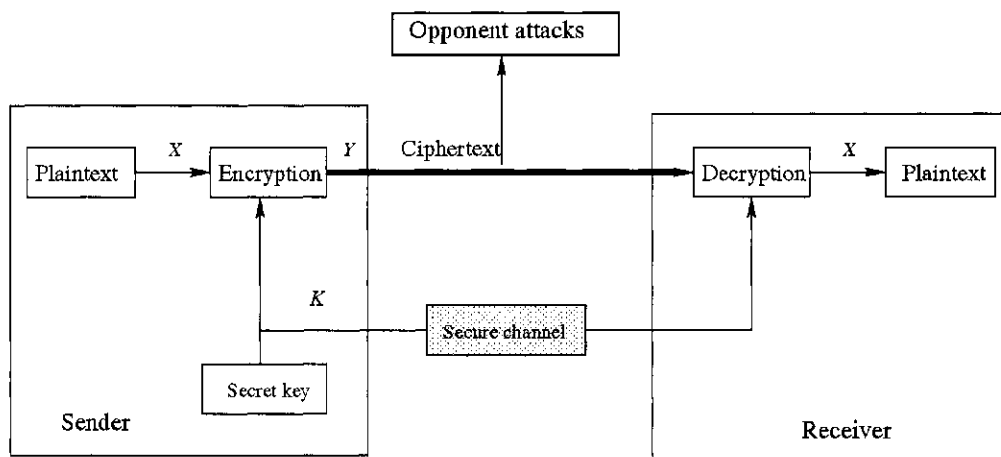 Opponent attacks
X
Y
Ciphertext
X
Plaintext
Encryption
Decryption
Plaintext
K
Secure channel
Secret key
Sender
Receiver